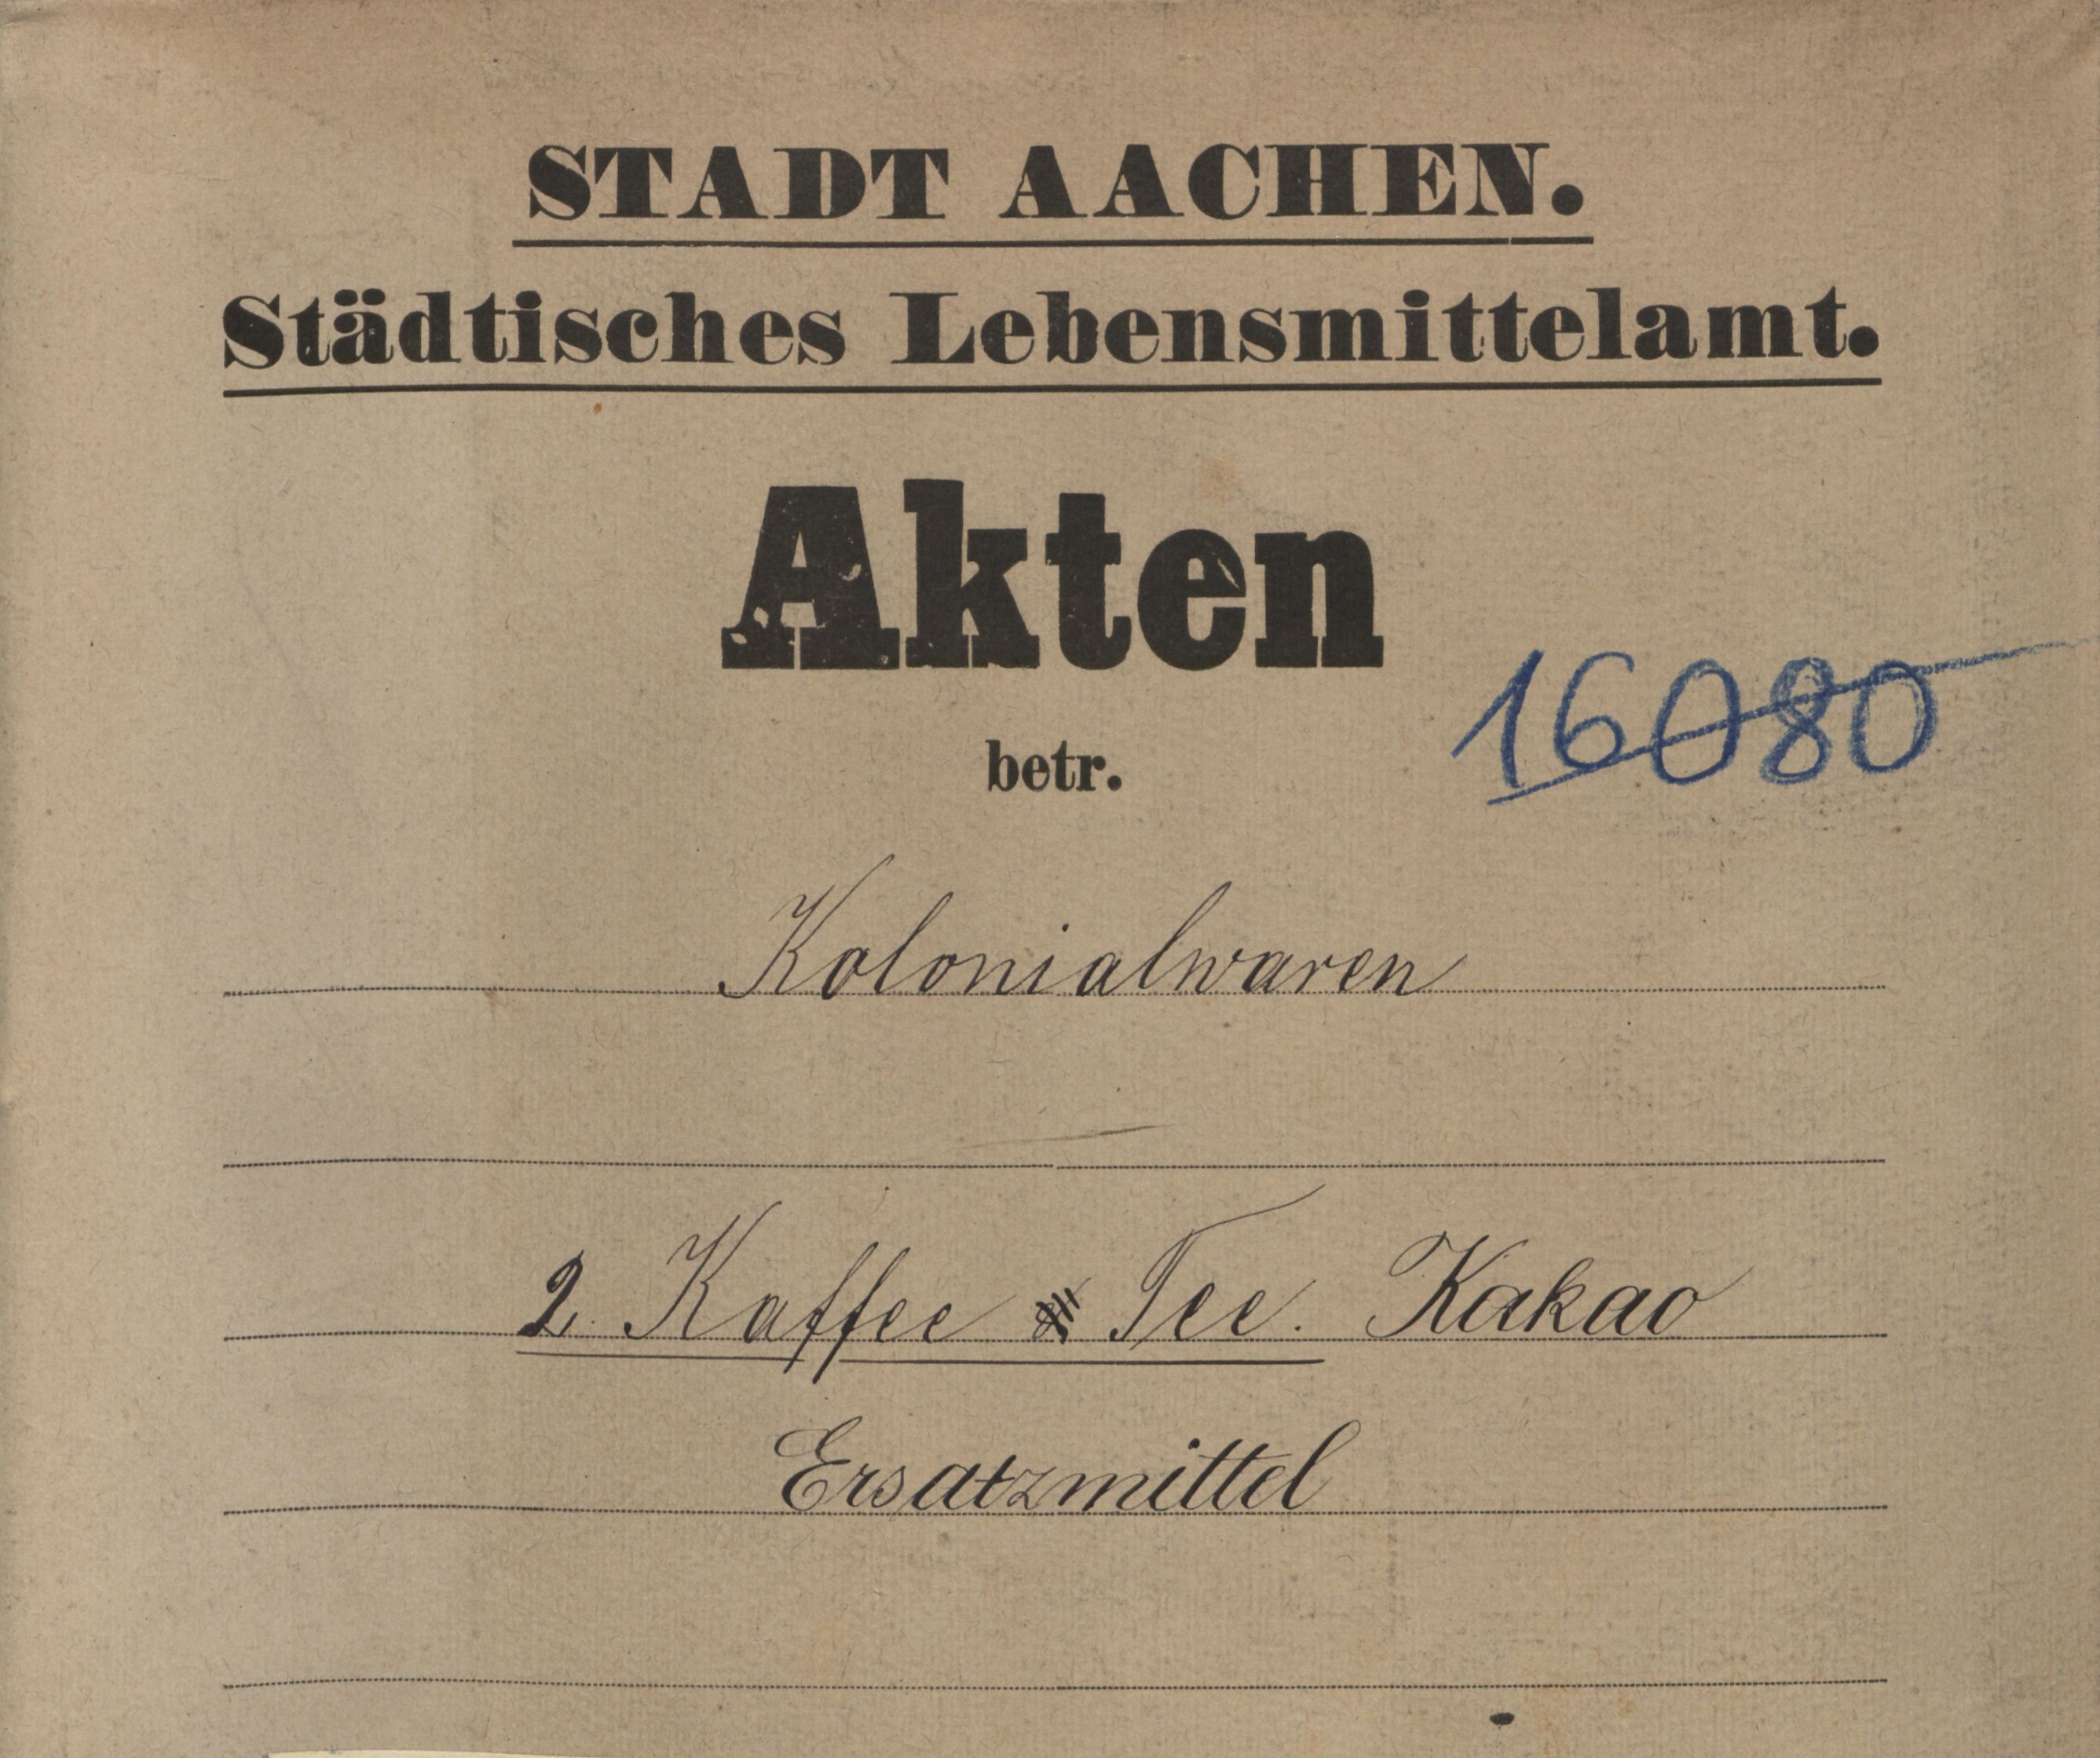 STADT AACHEN.
Städtisches Lebensmittelamt.
Akten
16080
betr.
Kolonialwaren
2. Kaffee Tee. Kakao
Ersatzmittel